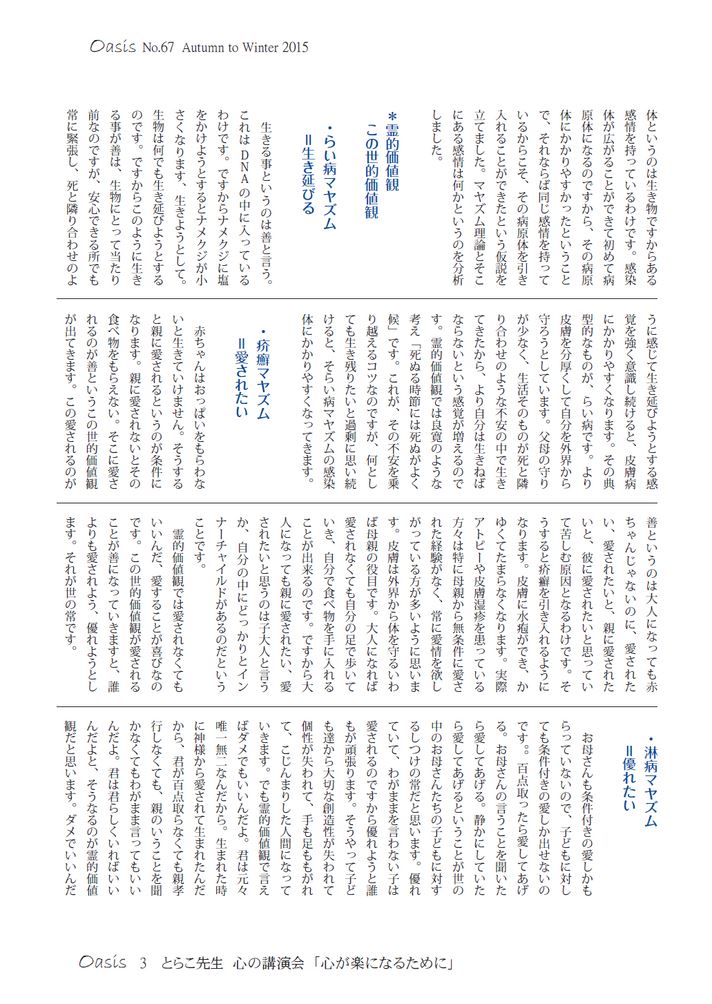 Oasis No.67 Autumn to Winter 2015
体というのは生き物ですからある
感情を持っているわけです。感染
体が広がることができて初めて病
原体になるのですから、その病原
体にかかりやすかったということ
で、それならば同じ感情を持って
いるからこそ、その病原体を引き
入れることができたという仮説を
立てました。マヤズム理論とそこ
にある感情は何かというのを分析
しました。
＊霊的価値観
この世的価値観
・らい病マヤズム
＝生き延びる
生きる事というのは善と言う。
これはＤＮＡの中に入っている
わけです。ですからナメクジに塩
をかけようとするとナメクジが小
さくなります、生きようとして。
生物は何でも生き延びようとする
のです。ですからこのように生き
る事が善は、生物にとって当たり
前なのですが、安心できる所でも
常に緊張し、死と隣り合わせのよ
うに感じて生き延びようとする感
覚を強く意識し続けると、皮膚病
にかかりやすくなります。その典
型的なものが、らい病です。より
皮膚を分厚くして自分を外界から
守ろうとしています。父母の守り
が少なく、生活そのものが死と隣
り合わせのような不安の中で生き
てきたから、より自分は生きねば
ならないという感覚が増えるので
す。霊的価値観では良寛のような
考え「死ぬる時節には死ぬがよく
候」です。これが、その不安を乗
り越えるコツなのですが、何とし
ても生き残りたいと過剰に思い続
けると、そらい病マヤズムの感染
体にかかりやすくなってきます。
・疥癬マヤズム
＝愛されたい
赤ちゃんはおっぱいをもらわな
いと生きていけません。そうする
と親に愛されるというのが条件に
なります。親に愛されないとその
食べ物をもらえない。そこに愛さ
れるのが善というこの世的価値観
が出てきます。この愛されるのが
善というのは大人になっても赤
ちゃんじゃないのに、愛された
い、愛されたいと、親に愛された
いと、彼に愛されたいと思ってい
て苦しむ原因となるわけです。そ
うすると疥癬を引き入れるように
なります。皮膚に水疱ができ、か
ゆくてたまらなくなります。実際
アトピーや皮膚湿疹を患っている
方々は特に母親から無条件に愛さ
れた経験がなく、常に愛情を欲し
がっている方が多いように思いま
す。皮膚は外界から体を守るいわ
ば母親の役目です。大人になれば
愛されなくても自分の足で歩いて
いき、自分で食べ物を手に入れる
ことが出来るのです。ですから大
人になっても親に愛されたい、愛
されたいと思うのは子大人と言う
か、自分の中にどっかりとイン
ナーチャイルドがあるのだという
ことです。
霊的価値観では愛されなくても
いいんだ、愛することが喜びなの
です。この世的価値観が愛される
ことが善になっていきますと、誰
よりも愛されよう、優れようとし
ます。それが世の常です。
・淋病マヤズム
＝優れたい
お母さんも条件付きの愛しかも
らっていないので、子どもに対し
ても条件付きの愛しか出せないの
です。。百点取ったら愛してあげ
る。お母さんの言うことを聞いた
ら愛してあげる。静かにしていた
ら愛してあげるということが世の
中のお母さんたちの子どもに対す
るしつけの常だと思います。優れ
ていて、わがままを言わない子は
愛されるのですから優れようと誰
もが頑張ります。そうやって子ど
も達から大切な創造性が失われて
個性が失われて、手も足ももがれ
て、こじんまりした人間になって
いきます。でも霊的価値観で言え
ばダメでもいいんだよ。君は元々
唯一無二なんだから。生まれた時
に神様から愛されて生まれたんだ
から、君が百点取らなくても親孝
行しなくても、親のいうことを聞
かなくてもわがまま言ってもいい
んだよ。君は君らしくいればいい
んだよと、そうなるのが霊的価値
観だと思います。ダメでいいんだ
Oasis 3 とらこ先生 心の講演会 「心が楽になるために」